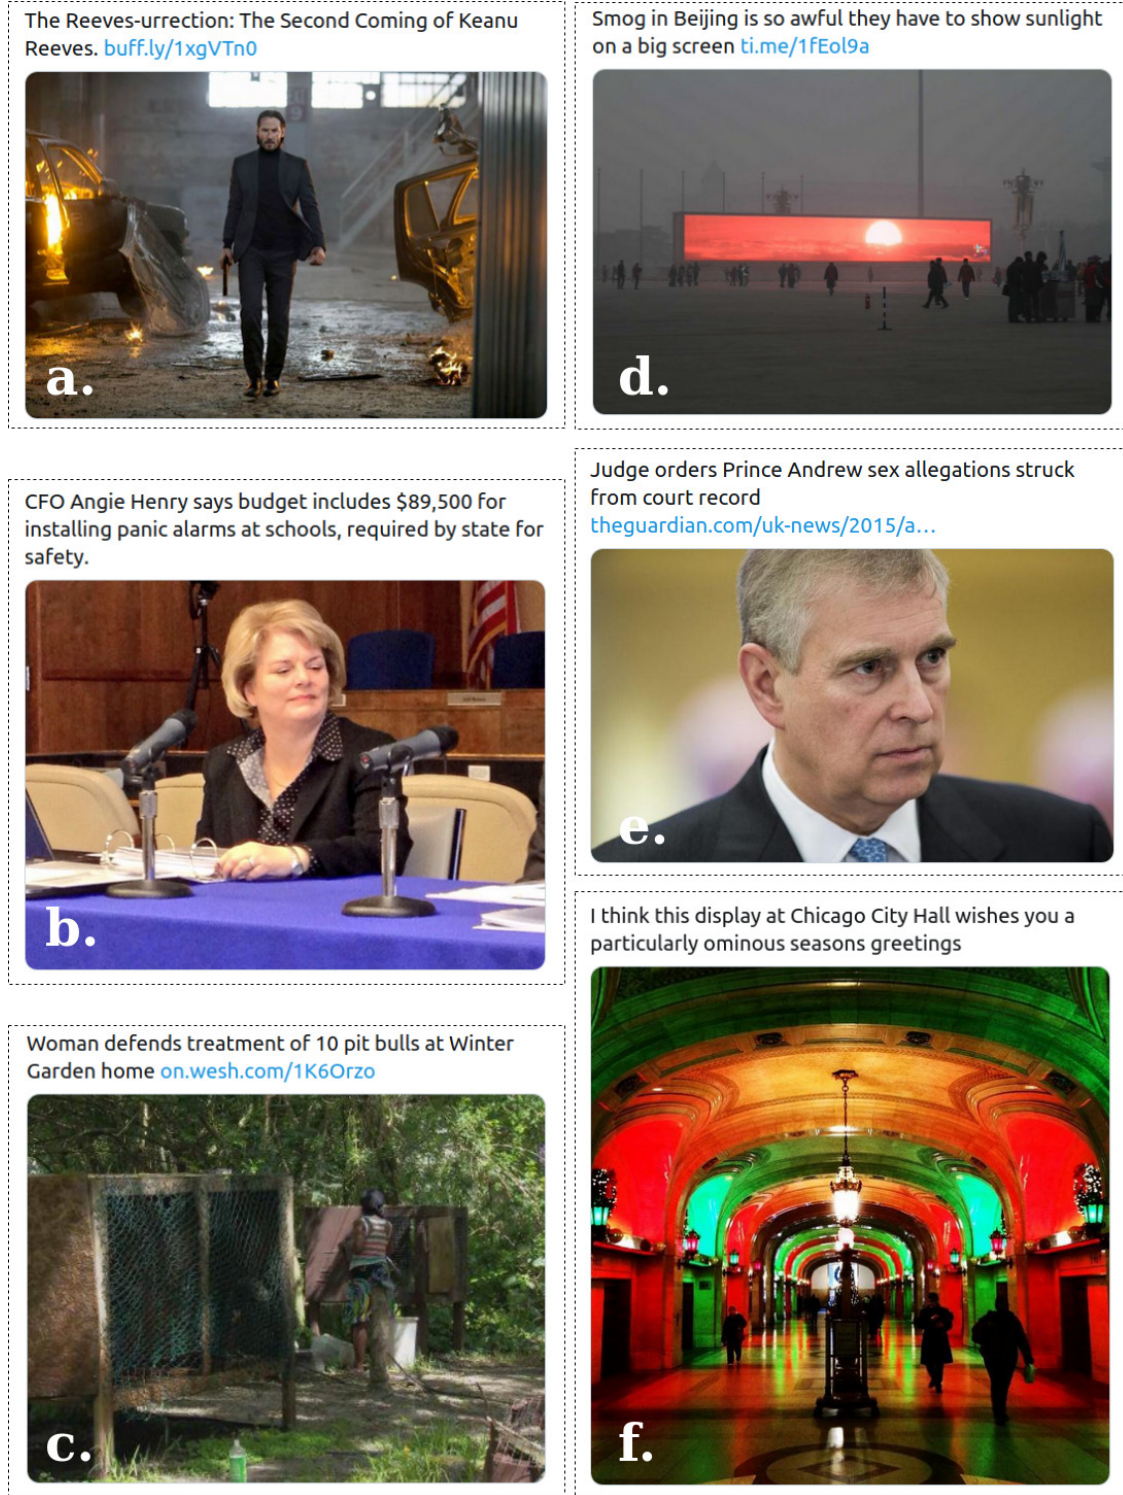 The Reeves-urrection: The Second Coming of Keanu
Reeves. buff.ly/1xgVTn0
a.
CFO Angie Henry says budget includes $89,500 for
installing panic alarms at schools, required by state for
safety.
b.
Woman defends treatment of 10 pit bulls at Winter
Garden home on.wesh.com/1K6Orzo
c.
Smog in Beijing is so awful they have to show sunlight
on a big screen ti.me/1fEol9a
d.
Judge orders Prince Andrew sex allegations struck
from court record
theguardian.com/uk-news/2015/a...
e.
I think this display at Chicago City Hall wishes you a
particularly ominous seasons greetings
f.